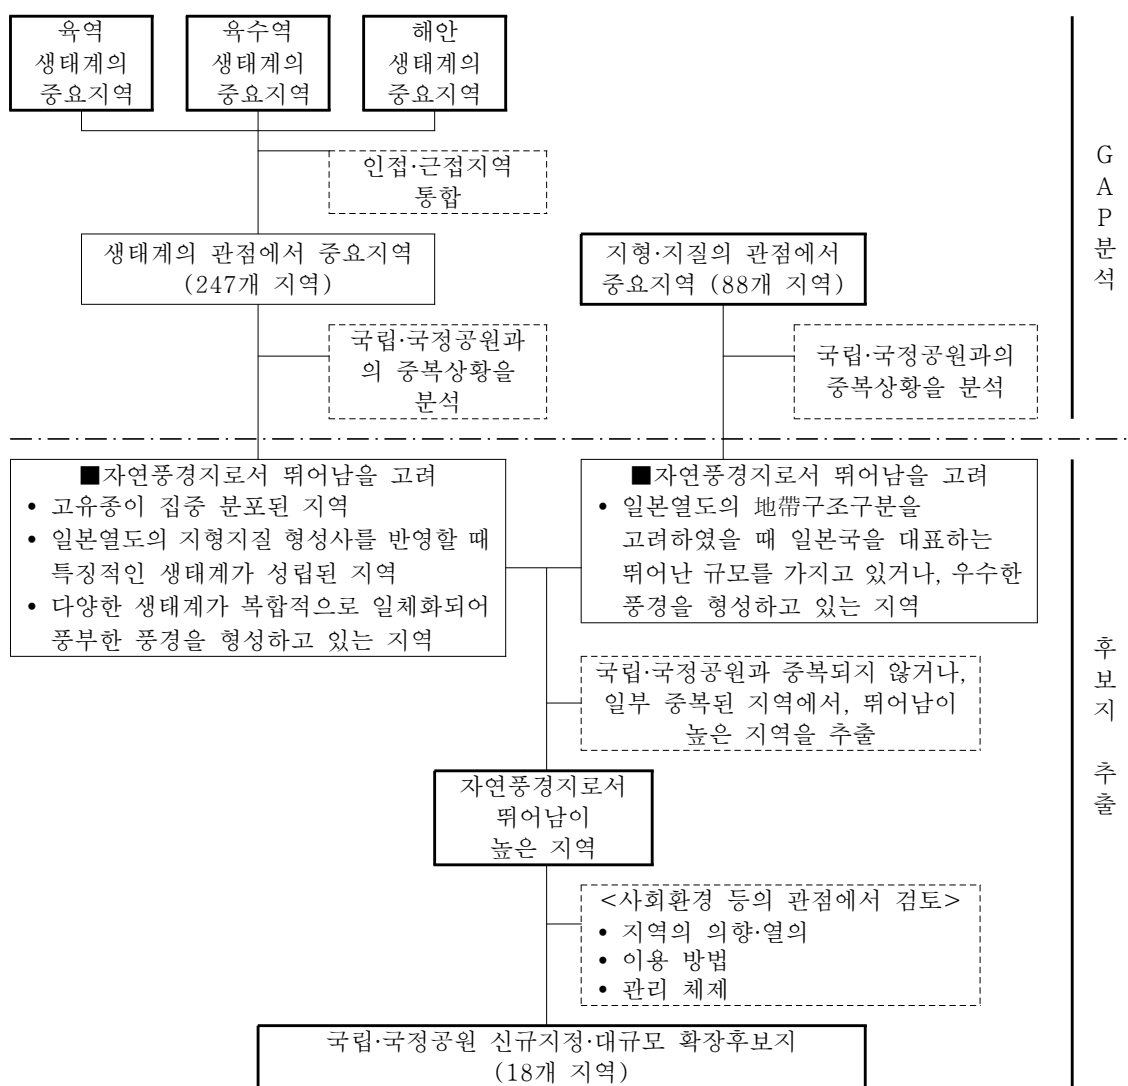 육역
생태계의
중요지역
육수역
생태계의
중요지역
해안
생태계의
중요지역
인접·근접지역
통합
생태계의 관점에서 중요지역
(247개 지역)
지형·지질의 관점에서
중요지역 (88개 지역)
국립·국정공원과
의 중복상황을
분석
국립·국정공원과의
중복상황을 분석
G
A
P
분
석
■자연풍경지로서 뛰어남을 고려
• 고유종이 집중 분포된 지역
• 일본열도의 지형지질 형성사를 반영할 때
특징적인 생태계가 성립된 지역
• 다양한 생태계가 복합적으로 일체화되어
풍부한 풍경을 형성하고 있는 지역
■자연풍경지로서 뛰어남을 고려
• 일본열도의 地帶구조구분을
고려하였을 때 일본국을 대표하는
뛰어난 규모를 가지고 있거나, 우수한
풍경을 형성하고 있는 지역
국립·국정공원과 중복되지 않거나,
일부 중복된 지역에서, 뛰어남이
높은 지역을 추출
자연풍경지로서
뛰어남이
높은 지역
<사회환경 등의 관점에서 검토>
• 지역의 의향·열의
• 이용 방법
• 관리 체제
국립·국정공원 신규지정·대규모 확장후보지
(18개 지역)
후
보
지
추
출